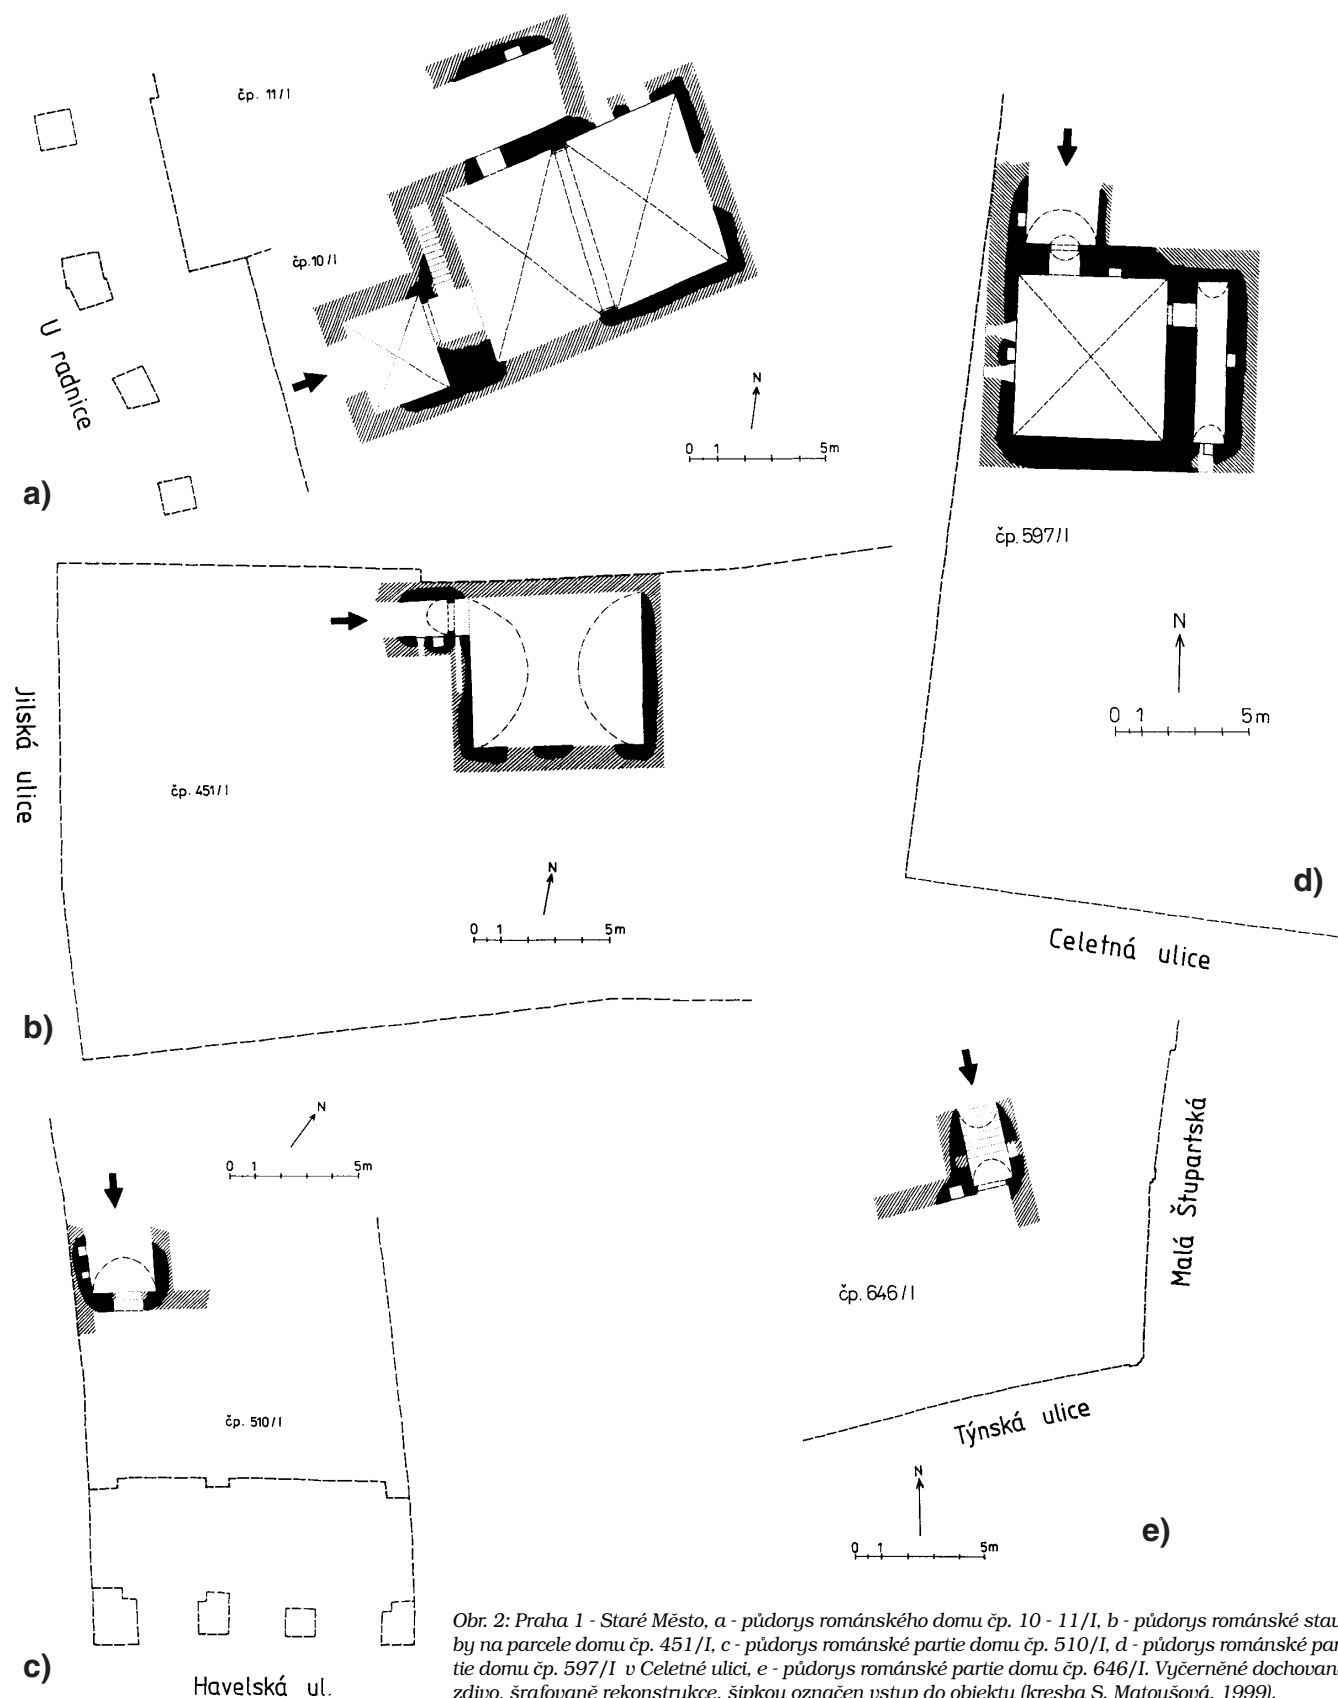 čp. 11/I
čp. 10/I
U radnice
N
0 1 5m
a)
čp. 597/I
N
0 1 5m
d)
Celetná ulice
Jilská ulice
čp. 451/I
N
0 1 5m
b)
N
0 1 5m
čp. 510/I
c)
Havelská ul.
čp. 646/I
Malá Štupartská
Týnská ulice
N
0 1 5m
e)
Obr. 2: Praha 1 - Staré Město, a - půdorys románského domu čp. 10 - 11/I, b - půdorys románské stav
by na parcele domu čp. 451/I, c - půdorys románské partie domu čp. 510/I, d - půdorys románské par
tie domu čp. 597/I v Celetné ulici, e - půdorys románské partie domu čp. 646/I. Vyčerněné dochované
zdivo, šrafovaně rekonstrukce, šipkou označen vstup do objektu (kresba S. Matoušová, 1999).